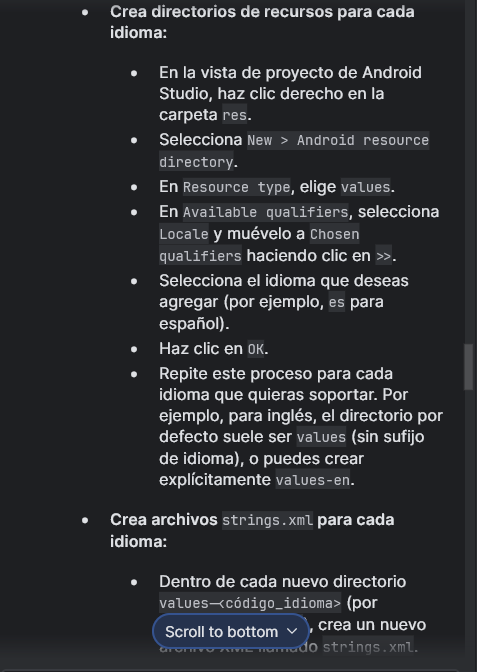 • Crea directorios de recursos para cada
idioma:
• En la vista de proyecto de Android
Studio, haz clic derecho en la
carpeta res.
• Selecciona New > Android resource
directory.
• En Resource type, elige values.
• En Available qualifiers, selecciona
Locale y muévelo a Chosen
qualifiers haciendo clic en >>.
• Selecciona el idioma que deseas
agregar (por ejemplo, es para
español).
• Haz clic en OK.
• Repite este proceso para cada
idioma que quieras soportar. Por
ejemplo, para inglés, el directorio por
defecto suele ser values (sin sufijo
de idioma), o puedes crear
explícitamente values-en.
• Crea archivos strings.xml para cada
idioma:
• Dentro de cada nuevo directorio
values-<código_idioma> (por
Scroll to bottom
, crea un nuevo
archivo XML llamado strings.xml.